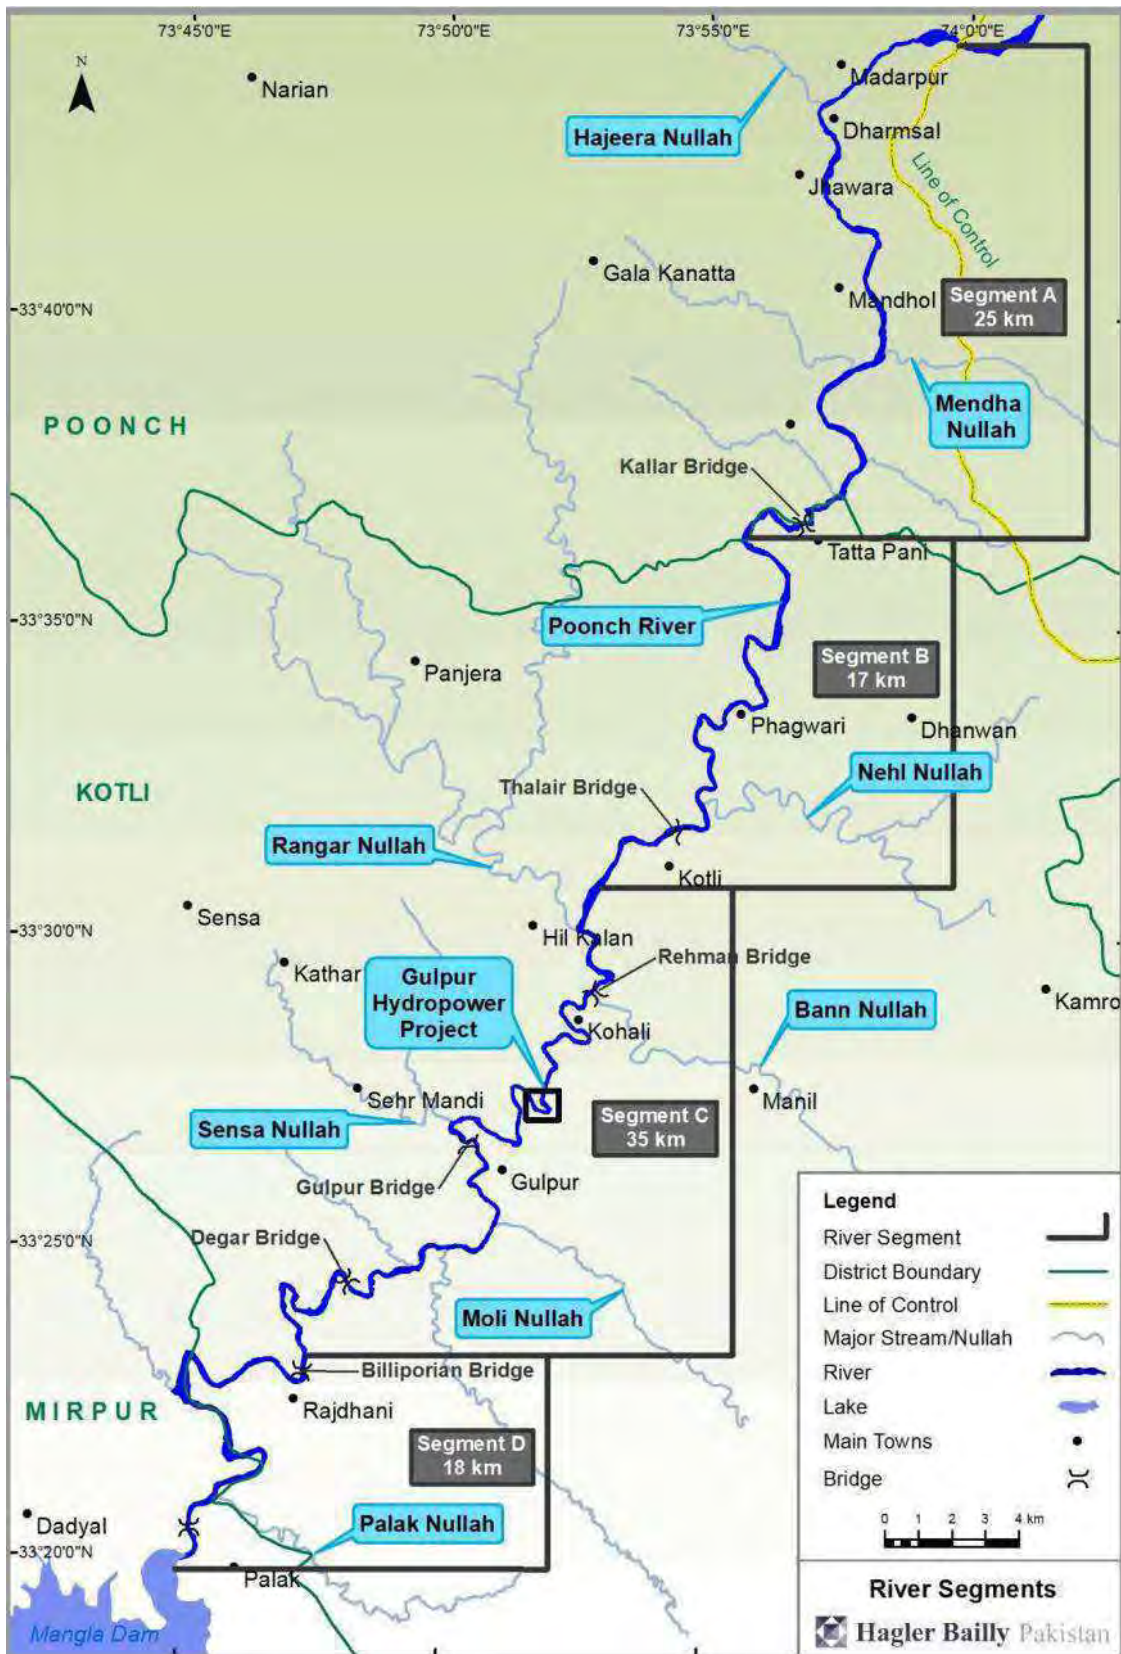 73°45'0"E
73°50'0"E
73°55'0"E
74°0'0"E
N
Narian
Madarpur
Hajeera Nullah
Dharmsal
Jhawara
Line of Control
Gala Kanatta
33°40'0"N
Mandhol
Segment A
25 km
Mendha
Nullah
POONCH
Kallar Bridge
Tatta Pani
33°35'0"N
Poonch River
Segment B
17 km
Panjera
Phagwari
Dhanwan
Nehl Nullah
Thalair Bridge
KOTLI
Rangar Nullah
Kotli
Sensa
33°30'0"N
Hil Kalan
Rehman Bridge
Kathar
Gulpur
Hydropower
Project
Kamro
Bann Nullah
Kohali
Sehr Mandi
Manil
Sensa Nullah
Segment C
35 km
Gulpur Bridge
Gulpur
Degar Bridge
33°25'0"N
Moli Nullah
Billiporian Bridge
MIRPUR
Rajdhani
Segment D
18 km
Dadyal
Palak Nullah
33°20'0"N
Palak
Mangla Dam
Legend
River Segment
District Boundary
Line of Control
Major Stream/Nullah
River
Lake
Main Towns
Bridge
0 1 2 3 4 km
River Segments
Hagler Bailly Pakistan